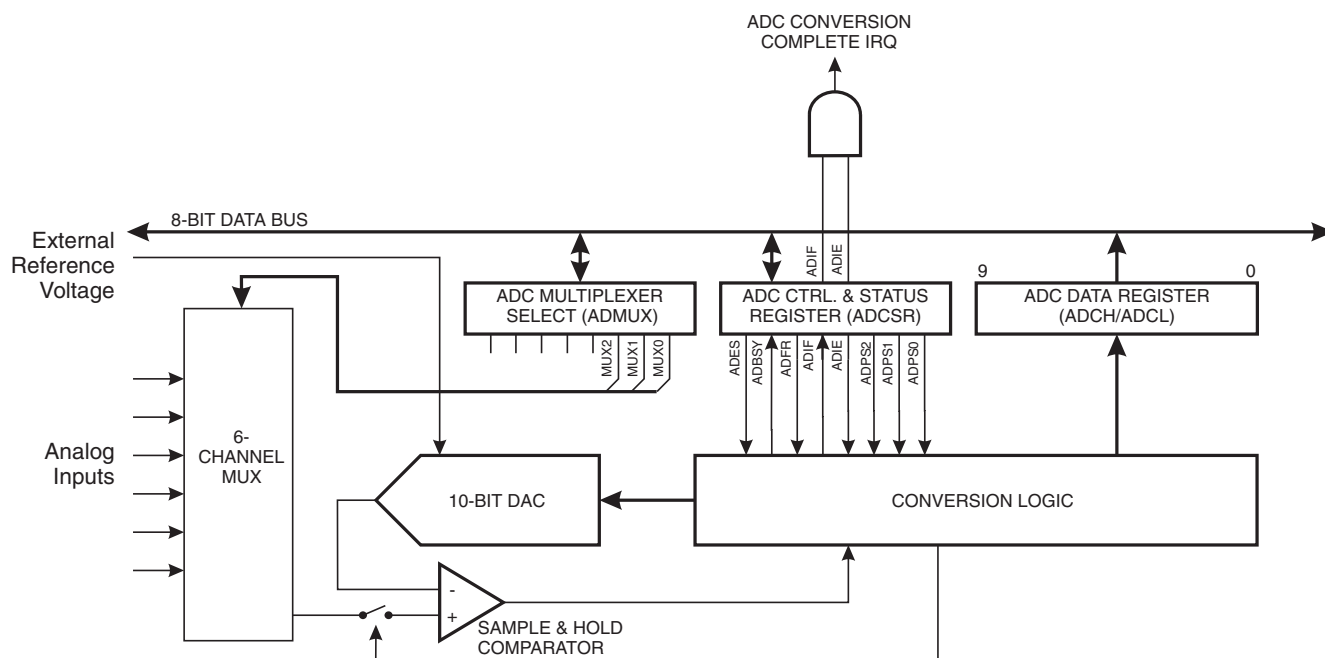 ADC CONVERSION
COMPLETE IRQ
8-BIT DATA BUS
External
Reference
Voltage
ADIF
ADIE
9
0
ADC MULTIPLEXER
SELECT (ADMUX)
ADC CTRL. & STATUS
REGISTER (ADCSR)
ADC DATA REGISTER
(ADCH/ADCL)
MUX2
MUX1
MUX0
ADES
ADBSY
ADFR
ADIF
ADIE
ADPS2
ADPS1
ADPS0
Analog
Inputs
6-
CHANNEL
MUX
10-BIT DAC
CONVERSION LOGIC
-
+
SAMPLE & HOLD
COMPARATOR